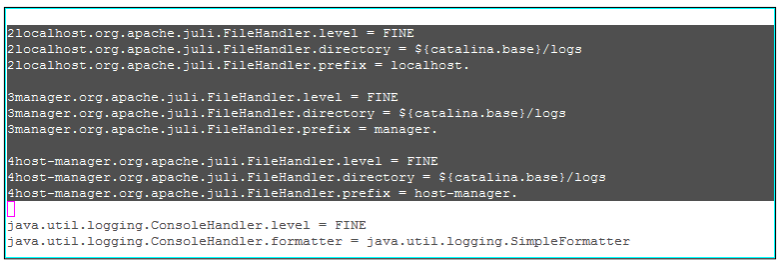 2localhost.org.apache.juli.FileHandler.level = FINE
2localhost.org.apache.juli.FileHandler.directory = ${catalina.base}/logs
2localhost.org.apache.juli.FileHandler.prefix = localhost.
3manager.org.apache.juli.FileHandler.level = FINE
3manager.org.apache.juli.FileHandler.directory = ${catalina.base}/logs
3manager.org.apache.juli.FileHandler.prefix = manager.
4host-manager.org.apache.juli.FileHandler.level = FINE
4host-manager.org.apache.juli.FileHandler.directory = ${catalina.base}/logs
4host-manager.org.apache.juli.FileHandler.prefix = host-manager.
java.util.logging.ConsoleHandler.level = FINE
java.util.logging.ConsoleHandler.formatter = java.util.logging.SimpleFormatter